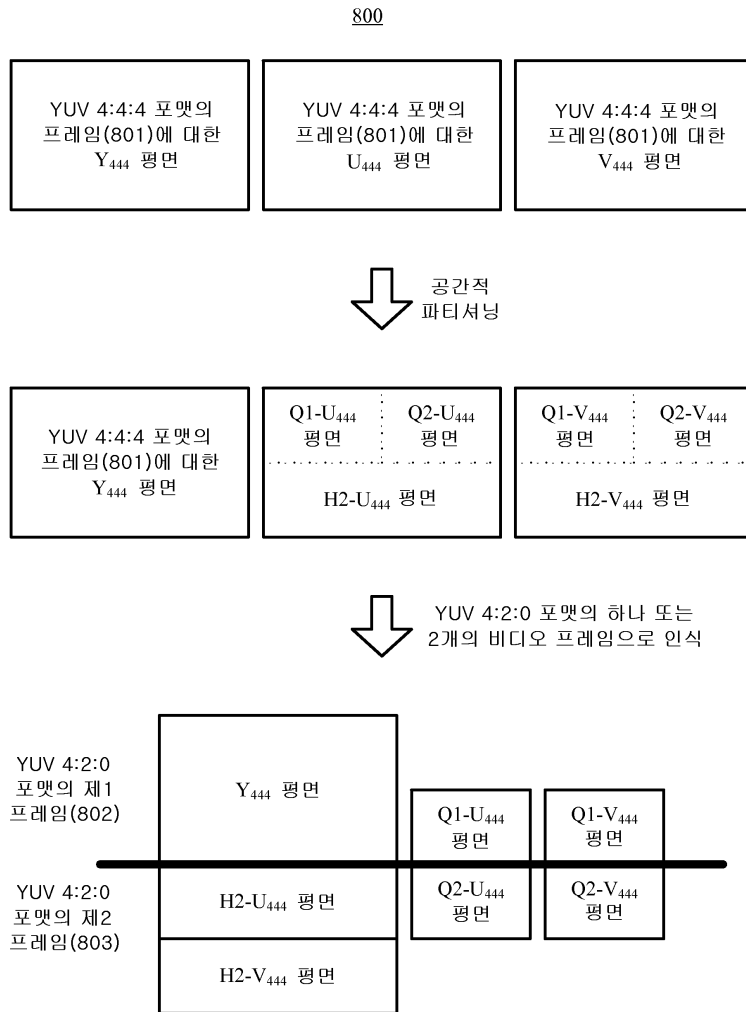 800
YUV 4:4:4 포맷의
프레임(801)에 대한
Y444 평면
YUV 4:4:4 포맷의
프레임(801)에 대한
U444 평면
YUV 4:4:4 포맷의
프레임(801)에 대한
V444 평면
공간적
파티셔닝
YUV 4:4:4 포맷의
프레임(801)에 대한
Y444 평면
Q1-U444
평면
Q2-U444
평면
H2-U444 평면
Q1-V444
평면
Q2-V444
평면
H2-V444 평면
YUV 4:2:0 포맷의 하나 또는
2개의 비디오 프레임으로 인식
YUV 4:2:0
포맷의 제1
프레임(802)
Y444 평면
Q1-U444
평면
Q1-V444
평면
YUV 4:2:0
포맷의 제2
프레임(803)
H2-U444 평면
Q2-U444
평면
Q2-V444
평면
H2-V444 평면